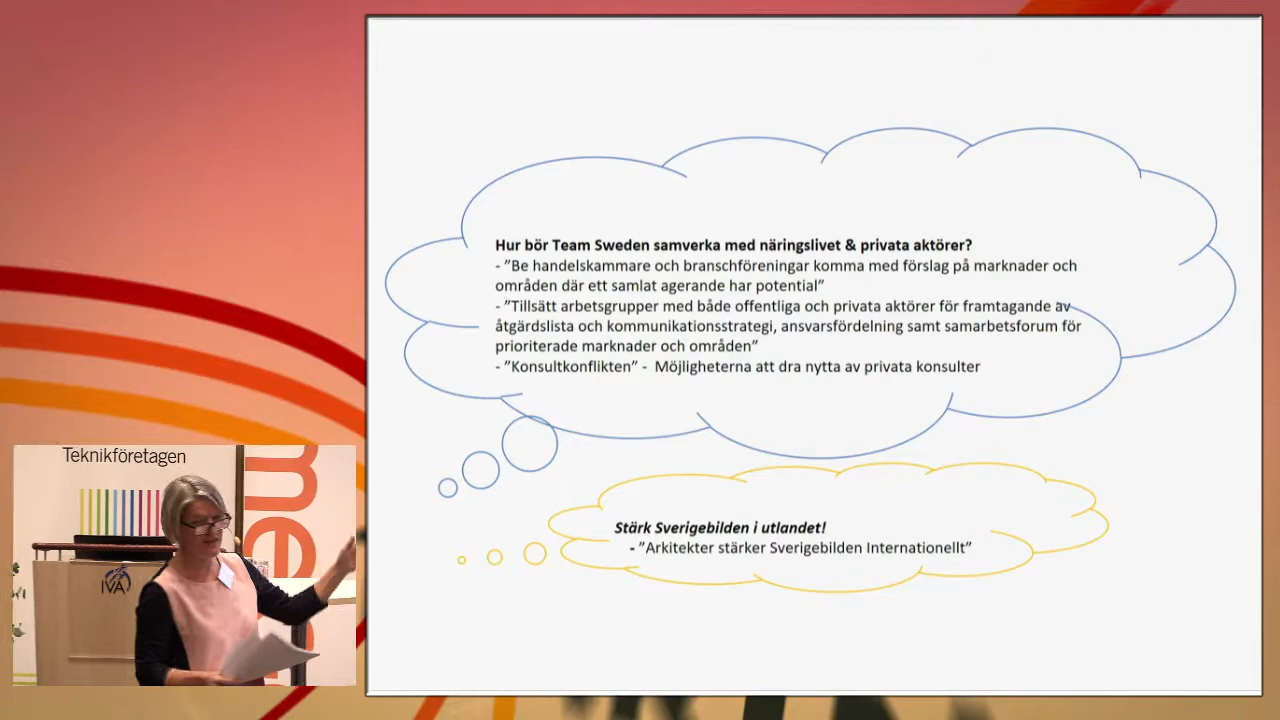 Hur bör Team Sweden samverka med näringslivet & privata aktörer?
- ”Be handelskammare och branschföreningar komma med förslag på marknader och
områden där ett samlat agerande har potential”
- ”Tillsätt arbetsgrupper med både offentliga och privata aktörer för framtagande av
åtgärdslista och kommunikationsstrategi, ansvarsfördelning samt samarbetsforum för
prioriterade marknader och områden”
- ”Konsultkonflikten” - Möjligheterna att dra nytta av privata konsulter
Stärk Sverigebilden i utlandet!
- ”Arkitekter stärker Sverigebilden Internationellt”
Teknikföretagen
IVA